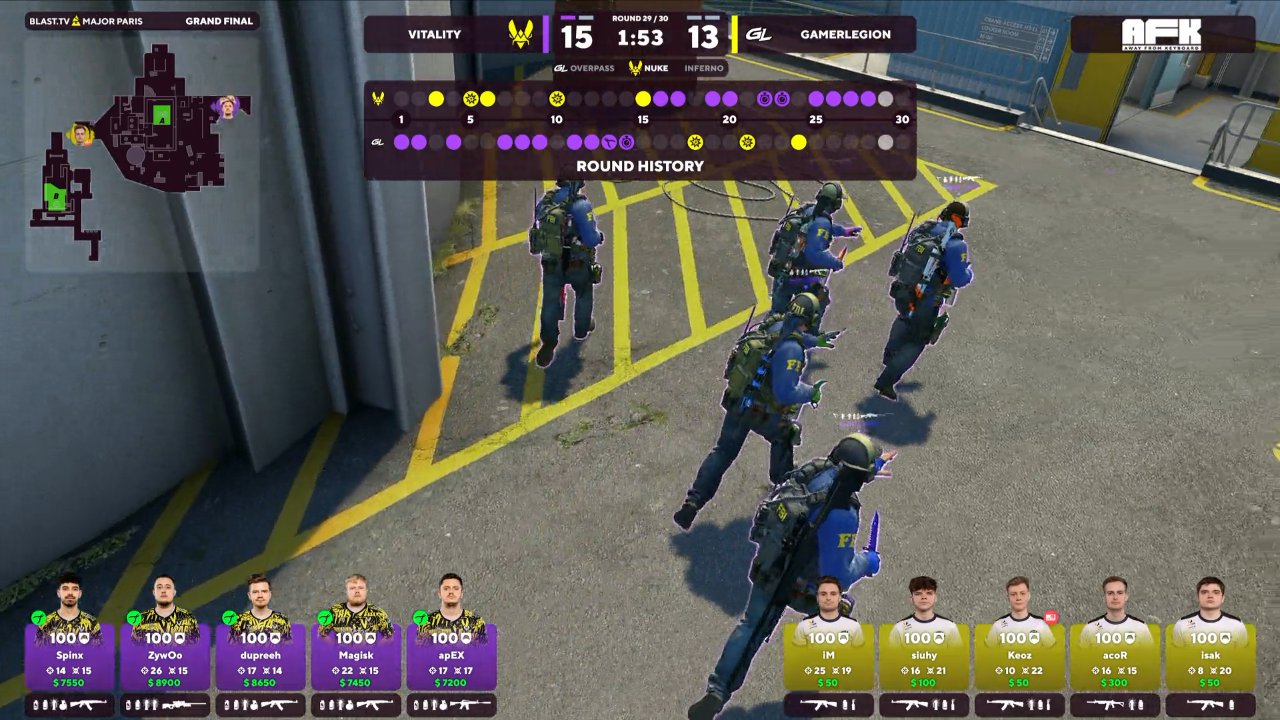 BLAST.TV MAJOR PARIS GRAND FINAL
VITALITY 15 ROUND 29 / 30 1:53 13 GL GAMERLEGION
AFK
AWAY FROM KEYBOARD
GL OVERPASS NUKE INFERNO
1 5 10 15 20 25 30
GL
ROUND HISTORY
A
B
FBI
100 100 100 100 100 100 100 100 100 100
Spinx ZywOo dupreeh Magisk apEX iM siuhy Keoz acoR isak
14 15 26 15 17 14 22 15 17 17 25 19 16 21 10 22 16 15 8 20
$7550 $8900 $8650 $7450 $7200 $50 $100 $50 $300 $50